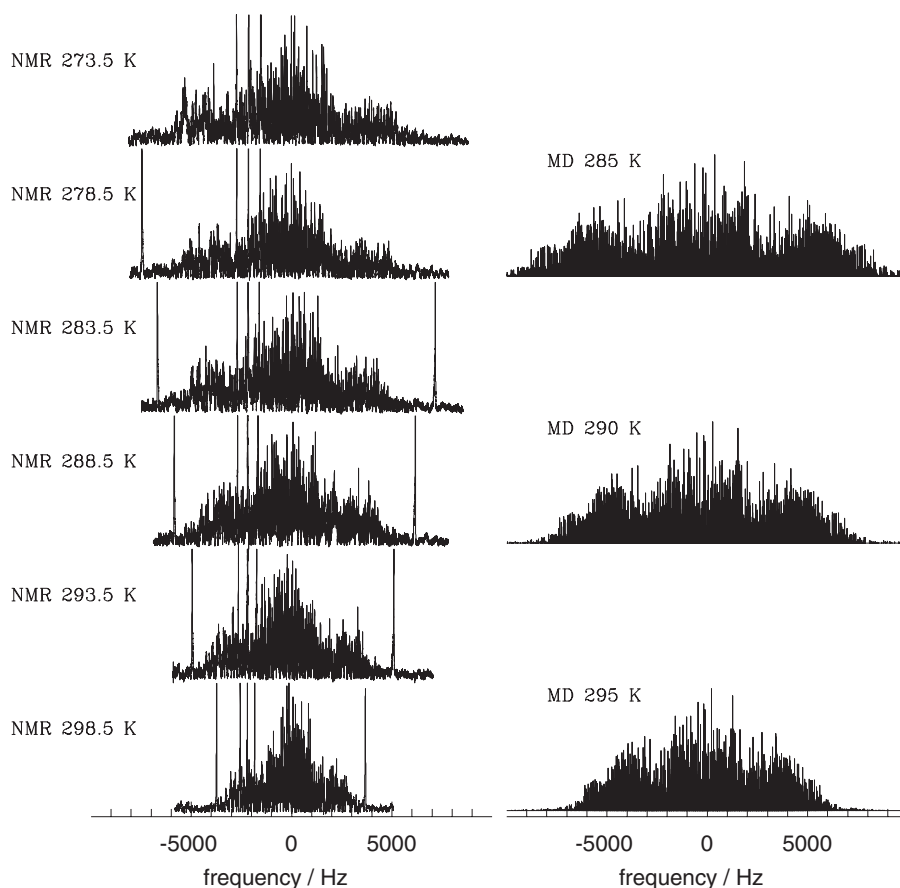 NMR 273.5 K
NMR 278.5 K
MD 285 K
NMR 283.5 K
NMR 288.5 K
MD 290 K
NMR 293.5 K
NMR 298.5 K
MD 295 K
-5000 0 5000
-5000 0 5000
frequency / Hz
frequency / Hz